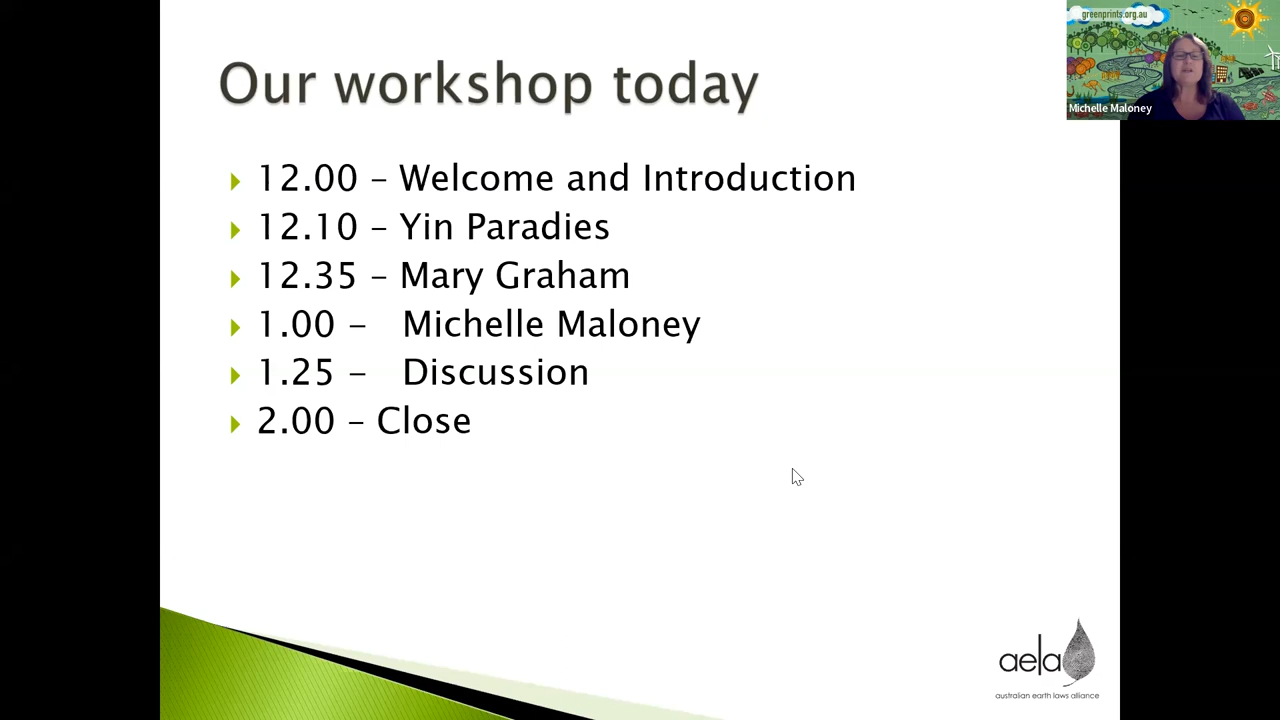 Our workshop today
12.00 – Welcome and Introduction
12.10 – Yin Paradies
12.35 – Mary Graham
1.00 – Michelle Maloney
1.25 – Discussion
2.00 – Close
greenprints.org.au
Michelle Maloney
aela
australian earth laws alliance